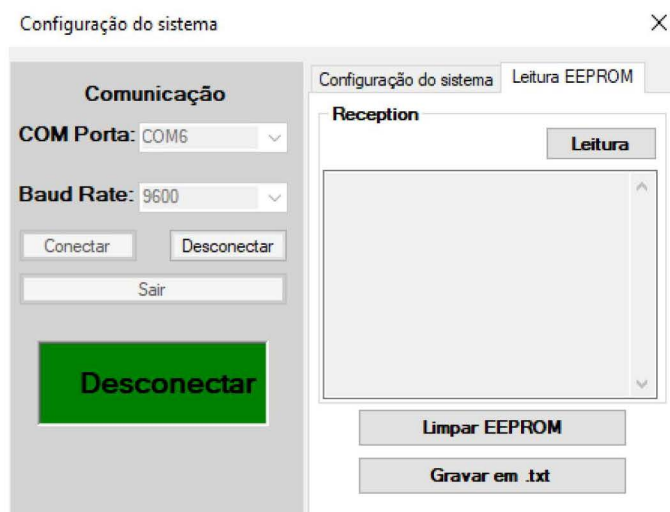 Configuração do sistema
Comunicação
COM Porta: COM6
Baud Rate: 9600
Conectar Desconectar
Sair
Desconectar
Configuração do sistema Leitura EEPROM
Reception
Leitura
Limpar EEPROM
Gravar em .txt